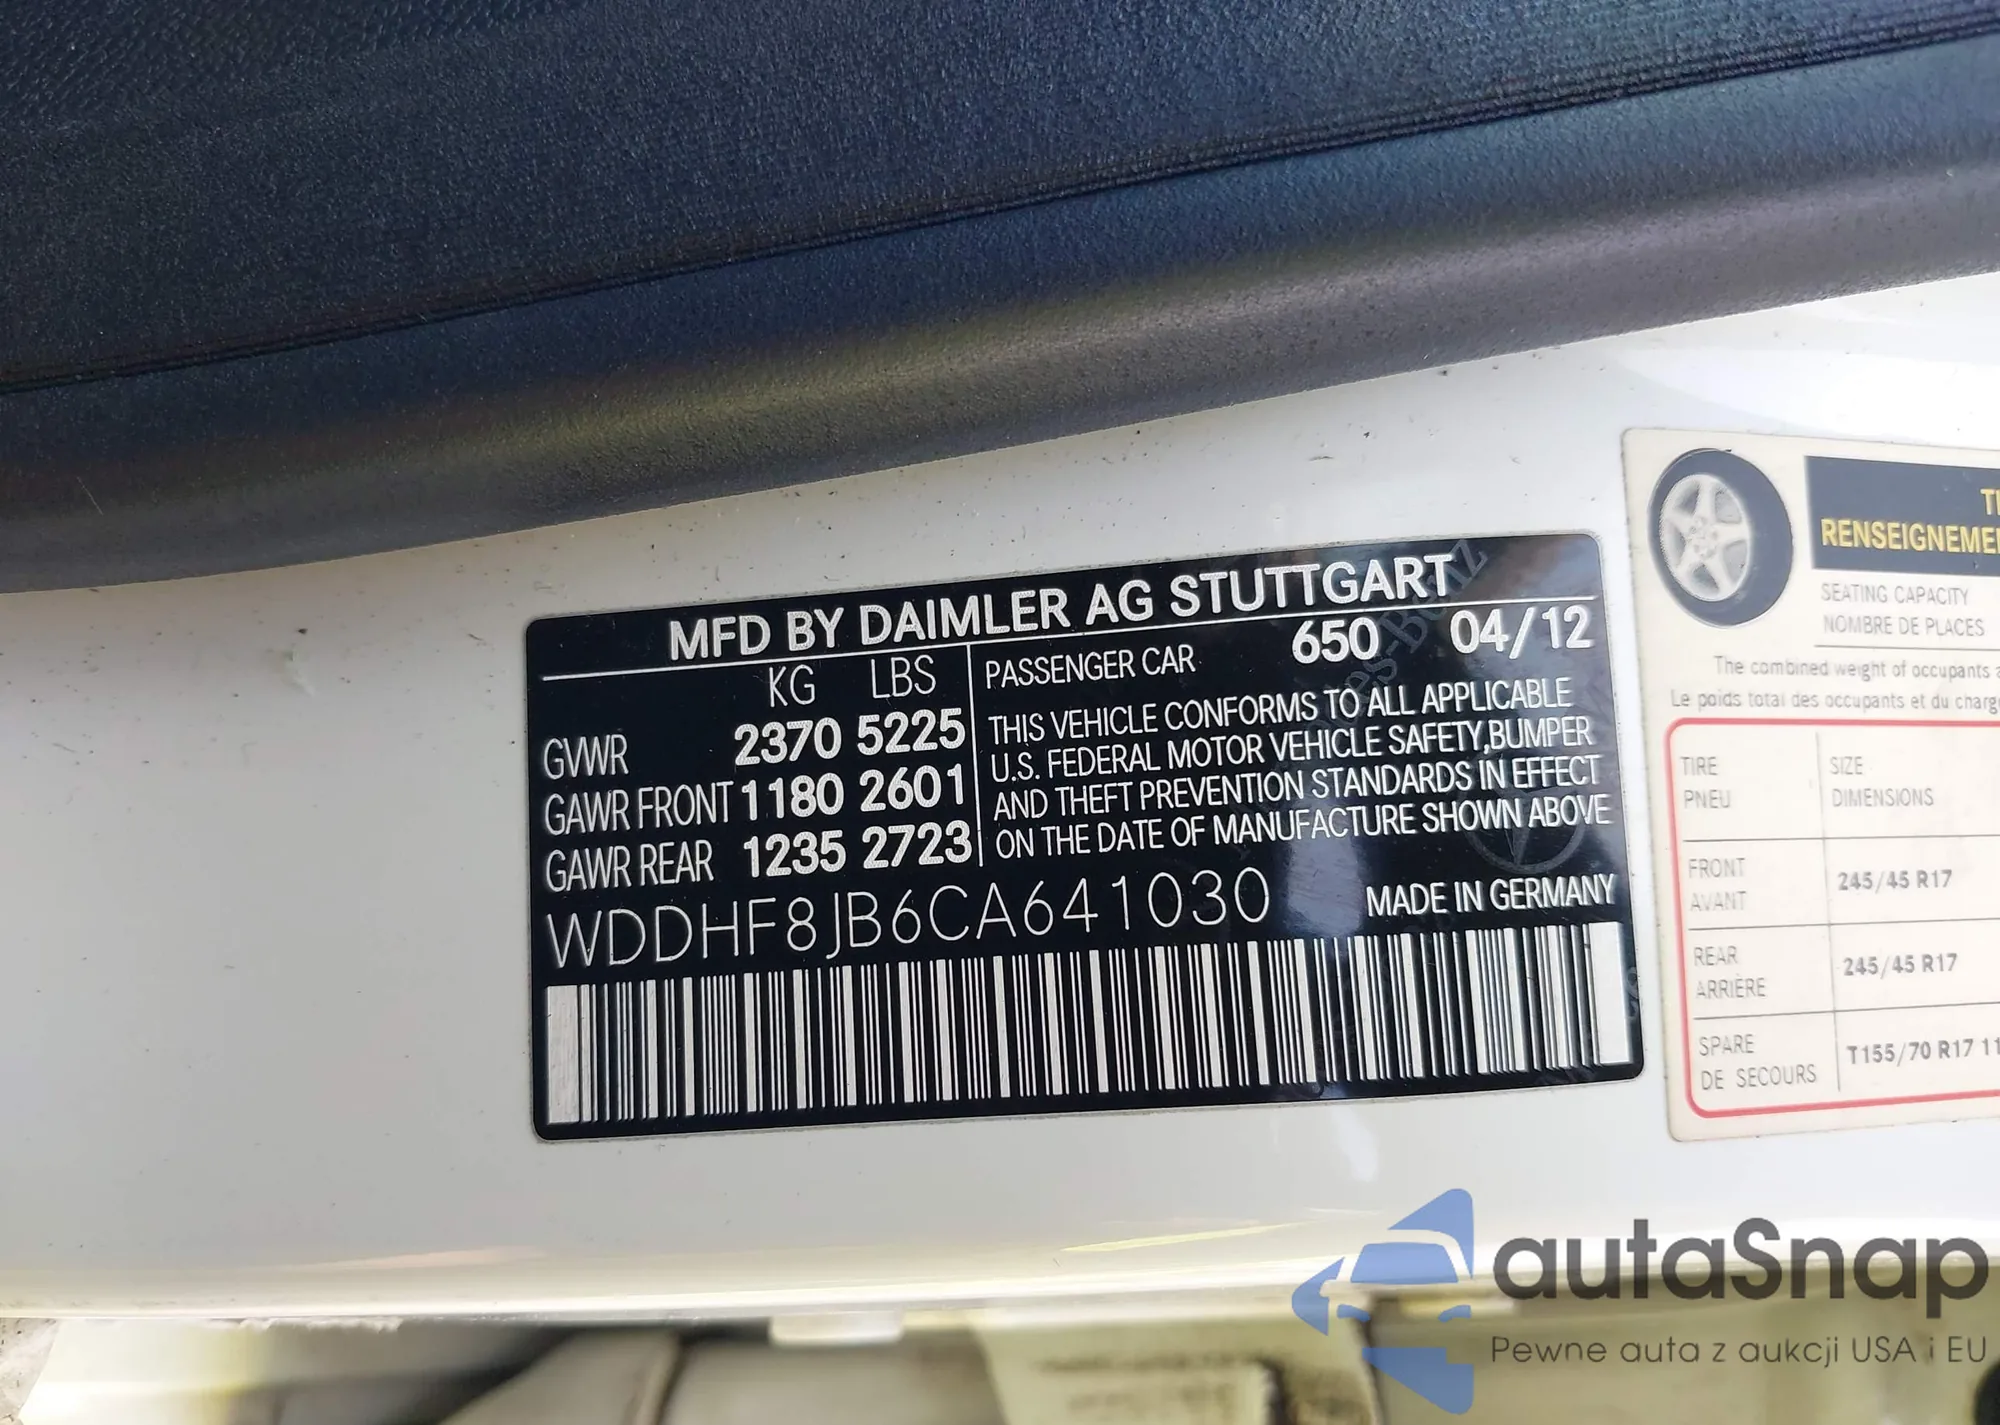 MFD BY DAIMLER AG STUTTGART
KG LBS
GVWR 2370 5225
GAWR FRONT 1180 2601
GAWR REAR 1235 2723
PASSENGER CAR 650 04/12
THIS VEHICLE CONFORMS TO ALL APPLICABLE
U.S. FEDERAL MOTOR VEHICLE SAFETY,BUMPER
AND THEFT PREVENTION STANDARDS IN EFFECT
ON THE DATE OF MANUFACTURE SHOWN ABOVE
WDDHF8JB6CA641030
MADE IN GERMANY
SEATING CAPACITY
NOMBRE DE PLACES
The combined weight of occupants
Le poids total des occupants et du
TIRE
PNEU
SIZE
DIMENSIONS
FRONT
AVANT
245/45 R17
REAR
ARRIÈRE
245/45 R17
SPARE
DE SECOURS
T155/70 R17 11
autaSnap
Pewne auta z aukcji USA i EU